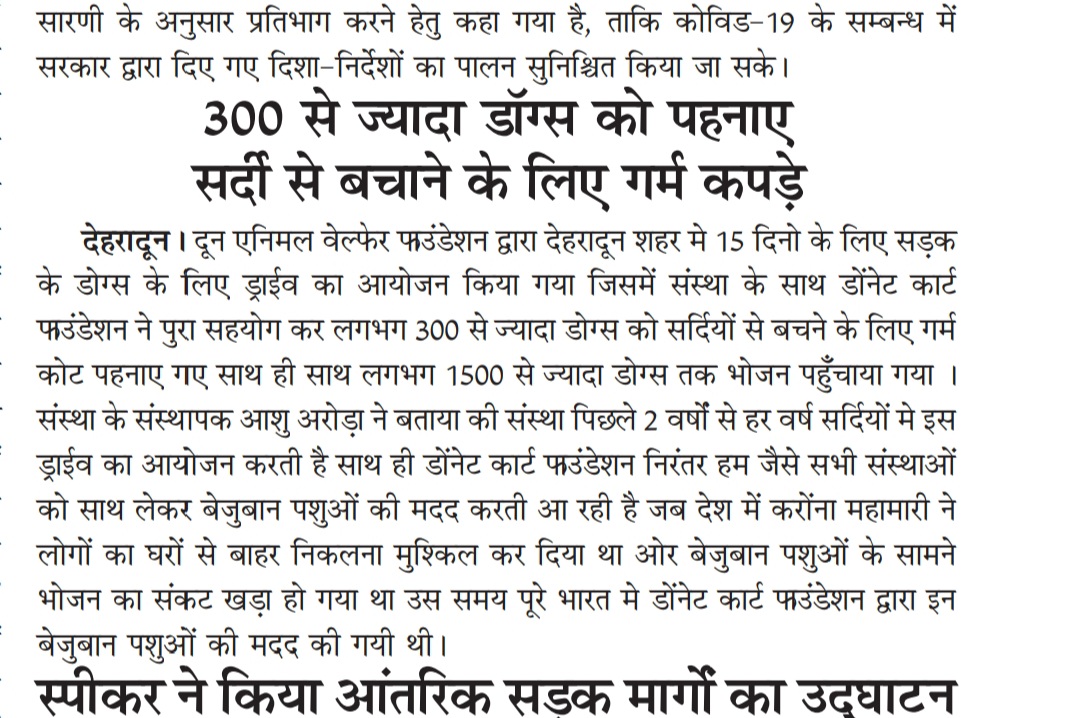 सारणी के अनुसार प्रतिभाग करने हेतु कहा गया है, ताकि कोविड-19 के सम्बन्ध में
सरकार द्वारा दिए गए दिशा-निर्देशों का पालन सुनिश्चित किया जा सके।
300 से ज्यादा डॉग्स को पहनाए
सर्दी से बचाने के लिए गर्म कपड़े
देहरादून। दून एनिमल वेल्फेर फाउंडेशन द्वारा देहरादून शहर मे 15 दिनो के लिए सड़क
के डोग्स के लिए ड्राईव का आयोजन किया गया जिसमें संस्था के साथ डोंनेट कार्ट
फाउंडेशन ने पुरा सहयोग कर लगभग 300 से ज्यादा डोग्स को सर्दियों से बचने के लिए गर्म
कोट पहनाए गए साथ ही साथ लगभग 1500 से ज्यादा डोग्स तक भोजन पहुँचाया गया ।
संस्था के संस्थापक आशु अरोड़ा ने बताया की संस्था पिछले 2 वर्षों से हर वर्ष सर्दियों मे इस
ड्राईव का आयोजन करती है साथ ही डोंनेट कार्ट फाउंडेशन निरंतर हम जैसे सभी संस्थाओं
को साथ लेकर बेजुबान पशुओं की मदद करती आ रही है जब देश में करोंना महामारी ने
लोगों का घरों से बाहर निकलना मुश्किल कर दिया था ओर बेजुबान पशुओं के सामने
भोजन का संकट खड़ा हो गया था उस समय पूरे भारत मे डोंनेट कार्ट फाउंडेशन द्वारा इन
बेजुबान पशुओं की मदद की गयी थी।
स्पीकर ने किया आंतरिक सड़क मार्गों का उद्घाटन